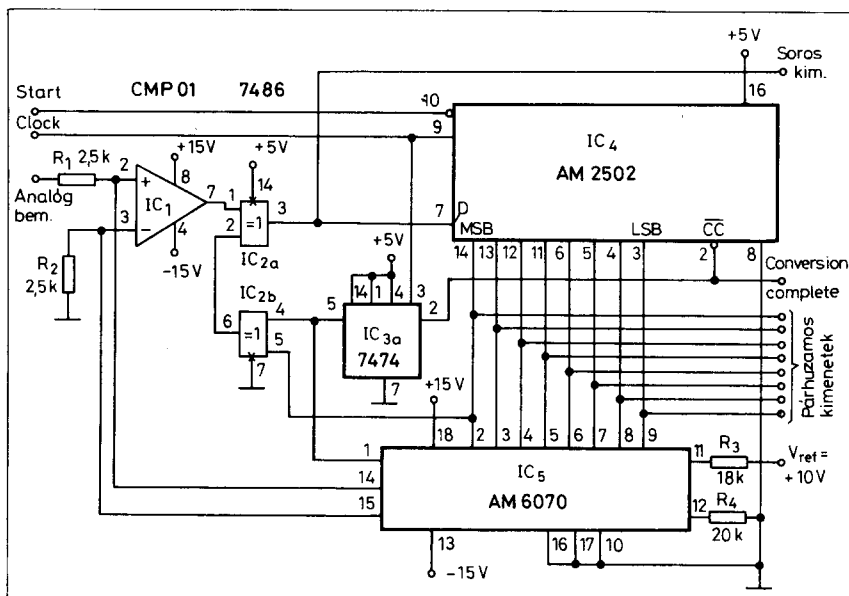 +5V
Soros
kim.
CMP 01 7486
Start
Clock
10
9
16
IC4
AM 2502
R1 2,5k
+15V
+5V
2
8
14
+
IC1
7
1
=1
3
7
D
Analóg
bem.
3
−
4
2
IC2a
-15V
MSB
LSB
CC
14
13
12
11
6
5
4
3
2
8
R2
2,5k
+5V
IC2b
14
1
4
3
Conversion
complete
6
=1
4
5
5
2
IC3a
7474
7
7
Párhuzamos
kimenetek
+15V
18
2
3
4
5
6
7
8
9
1
14
15
IC5
AM 6070
11
R3
18k
Vref =
+10V
12
R4
20k
13
16
17
10
-15V